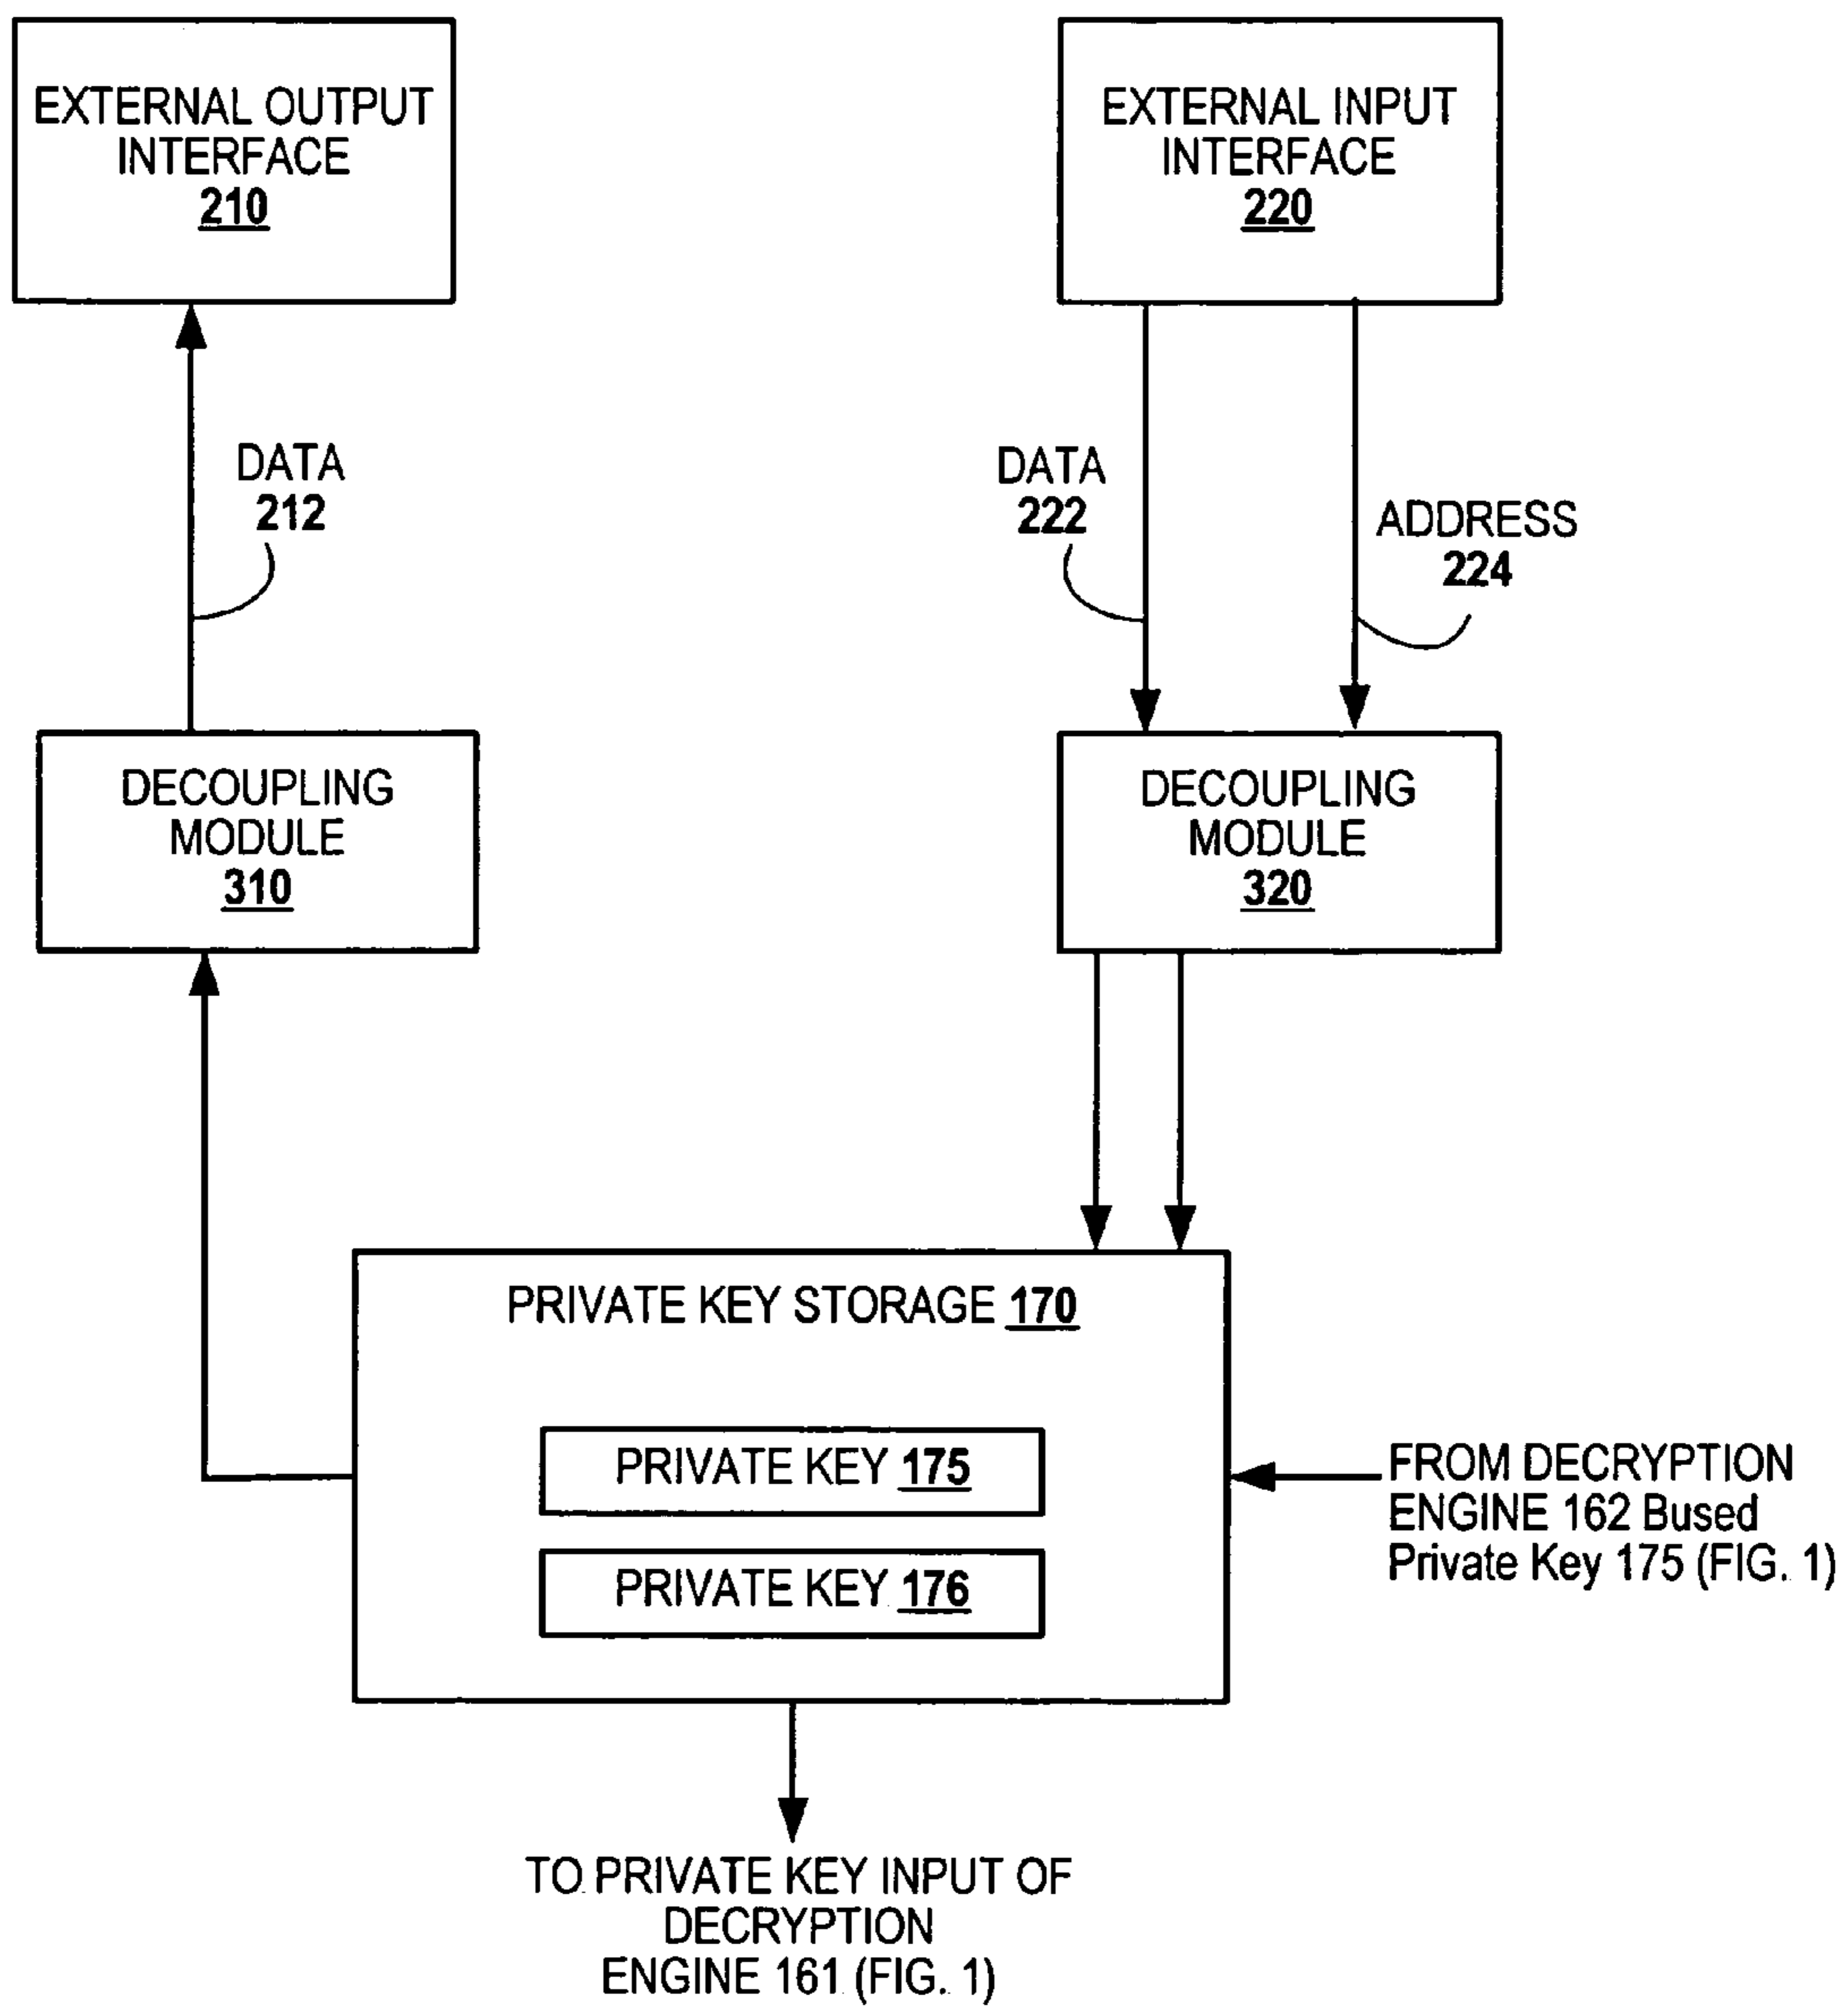 EXTERNAL OUTPUT
INTERFACE
210
EXTERNAL INPUT
INTERFACE
220
DATA
212
DATA
222
ADDRESS
224
DECOUPLING
MODULE
310
DECOUPLING
MODULE
320
PRIVATE KEY STORAGE 170
PRIVATE KEY 175
PRIVATE KEY 176
FROM DECRYPTION
ENGINE 162 Bused
Private Key 175 (FIG. 1)
TO PRIVATE KEY INPUT OF
DECRYPTION
ENGINE 161 (FIG. 1)